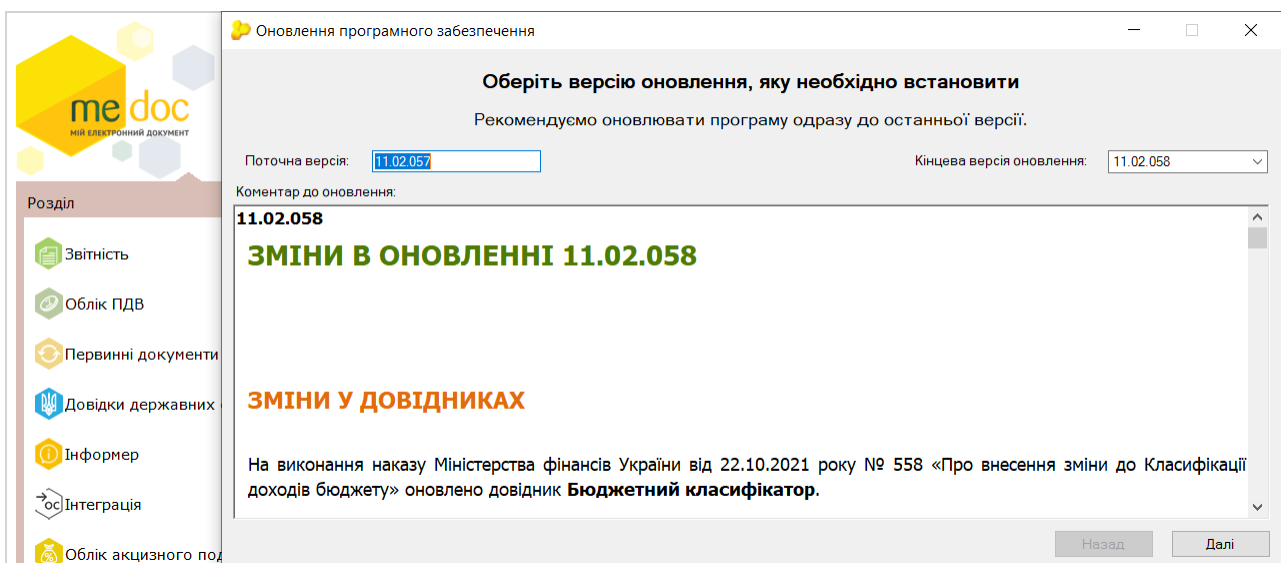 me doc
МІЙ ЕЛЕКТРОННИЙ ДОКУМЕНТ
Розділ
Звітність
Облік ПДВ
Первинні документи
Довідки державних
Інформер
Інтеграція
Облік акцизного под
Оновлення програмного забезпечення
Оберіть версію оновлення, яку необхідно встановити
Рекомендуємо оновлювати програму одразу до останньої версії.
Поточна версія: 11.02.057 Кінцева версія оновлення: 11.02.058
Коментар до оновлення:
11.02.058
ЗМІНИ В ОНОВЛЕННІ 11.02.058
ЗМІНИ У ДОВІДНИКАХ
На виконання наказу Міністерства фінансів України від 22.10.2021 року № 558 «Про внесення зміни до Класифікації
доходів бюджету» оновлено довідник Бюджетний класифікатор.
Назад Далі